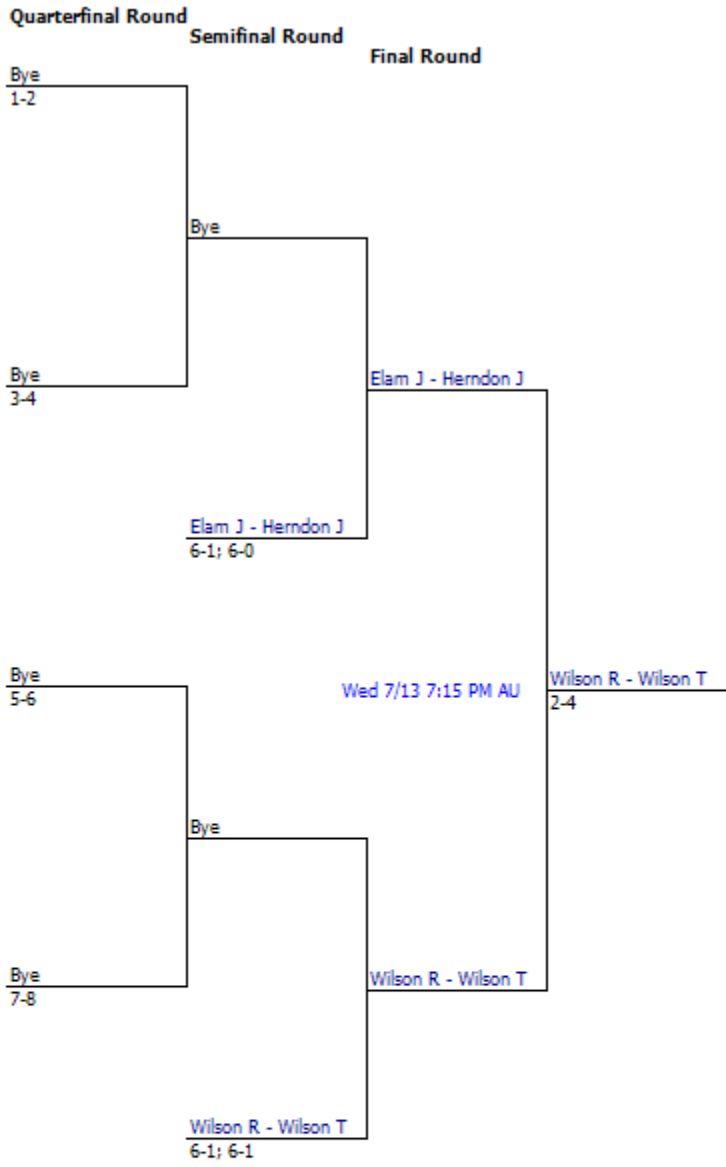 Quarterfinal Round
Semifinal Round
Final Round
Bye
1-2
Bye
Bye
3-4
Elam J - Herndon J
Elam J - Herndon J
6-1; 6-0
Bye
5-6
Wed 7/13 7:15 PM AU
Wilson R - Wilson T
2-4
Bye
Bye
7-8
Wilson R - Wilson T
Wilson R - Wilson T
6-1; 6-1